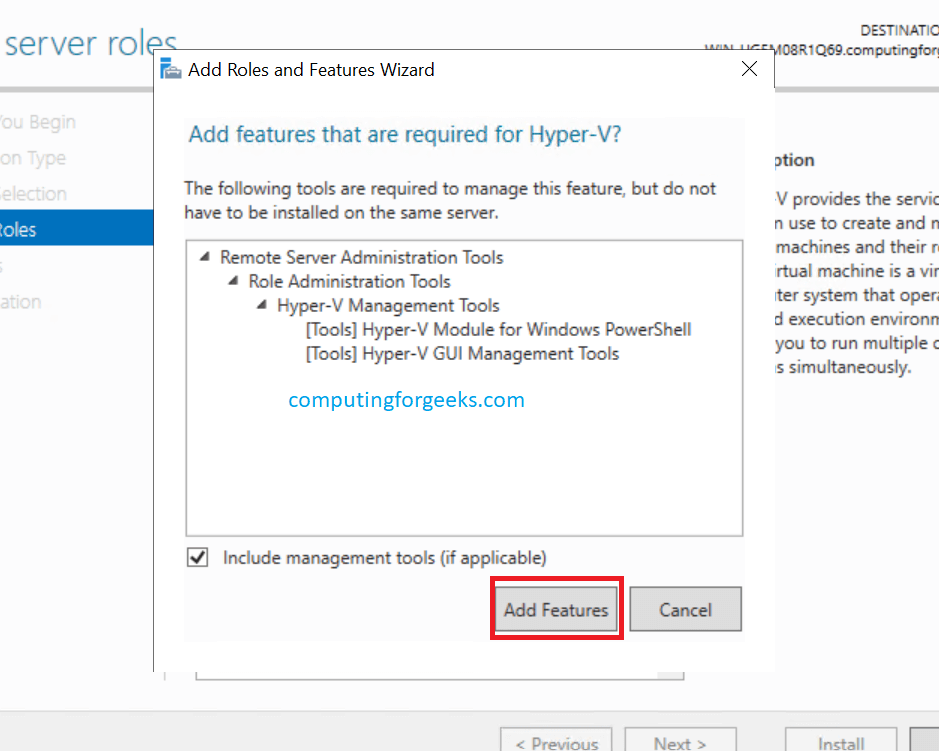 server roles
DESTINATIO
WIN-UG5M08R1Q69.computingfor
Add Roles and Features Wizard
ou Begin
on Type
Selection
Roles
s
ation
Add features that are required for Hyper-V?
The following tools are required to manage this feature, but do not
have to be installed on the same server.
Remote Server Administration Tools
Role Administration Tools
Hyper-V Management Tools
[Tools] Hyper-V Module for Windows PowerShell
[Tools] Hyper-V GUI Management Tools
computingforgeeks.com
Include management tools (if applicable)
Add Features
Cancel
ption
-V provides the servic
n use to create and m
machines and their r
irtual machine is a vir
ter system that opera
d execution environm
you to run multiple o
s simultaneously.
< Previous
Next >
Install